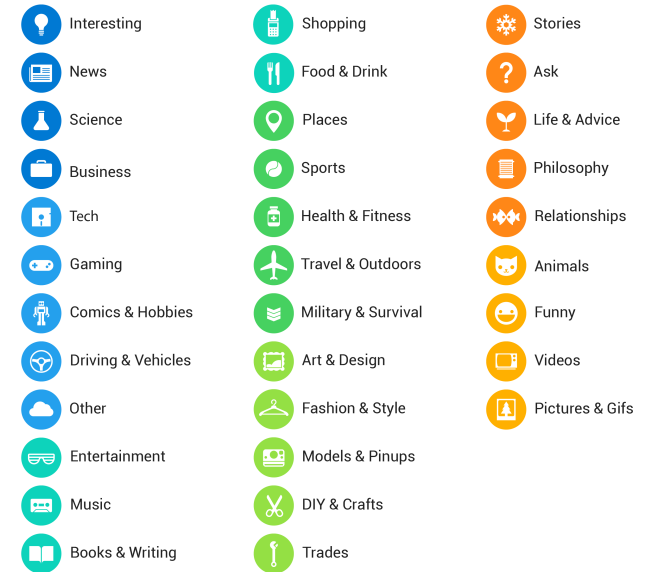 Interesting
News
Science
Business
Tech
Gaming
Comics & Hobbies
Driving & Vehicles
Other
Entertainment
Music
Books & Writing
Shopping
Food & Drink
Places
Sports
Health & Fitness
Travel & Outdoors
Military & Survival
Art & Design
Fashion & Style
Models & Pinups
DIY & Crafts
Trades
Stories
Ask
Life & Advice
Philosophy
Relationships
Animals
Funny
Videos
Pictures & Gifs